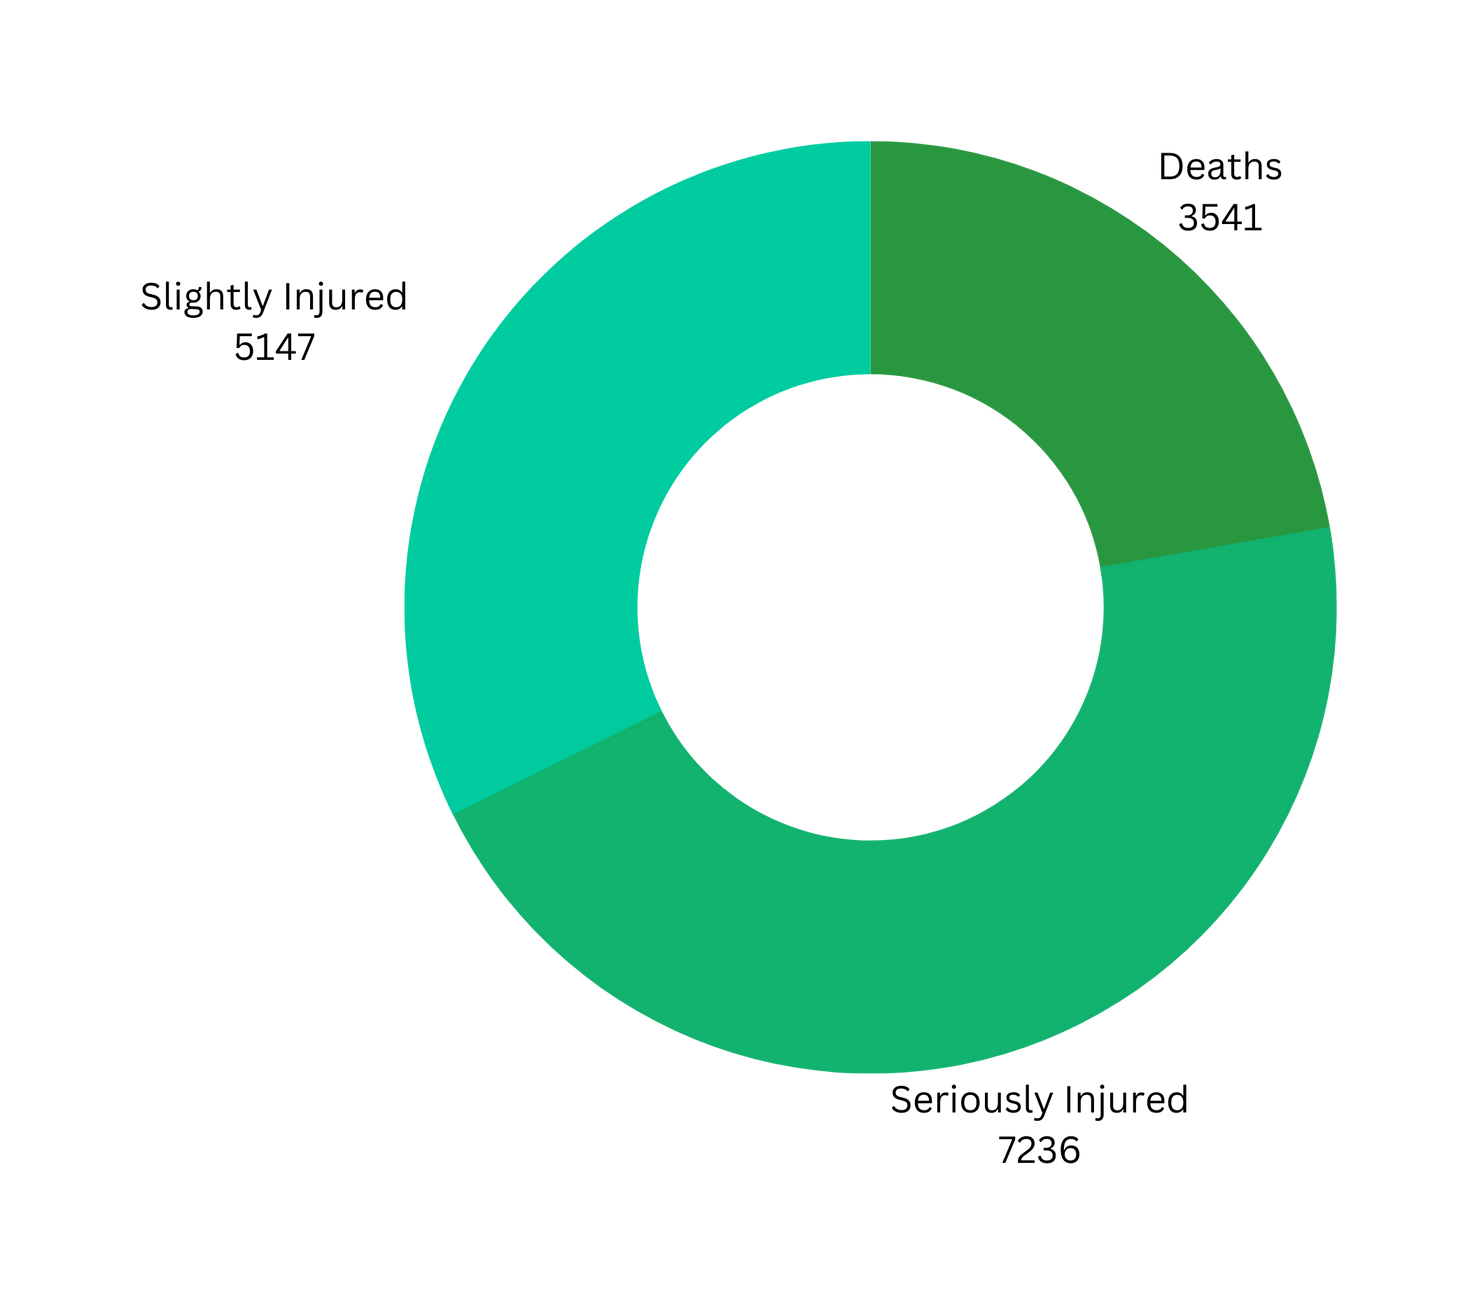 Deaths
3541
Slightly Injured
5147
Seriously Injured
7236